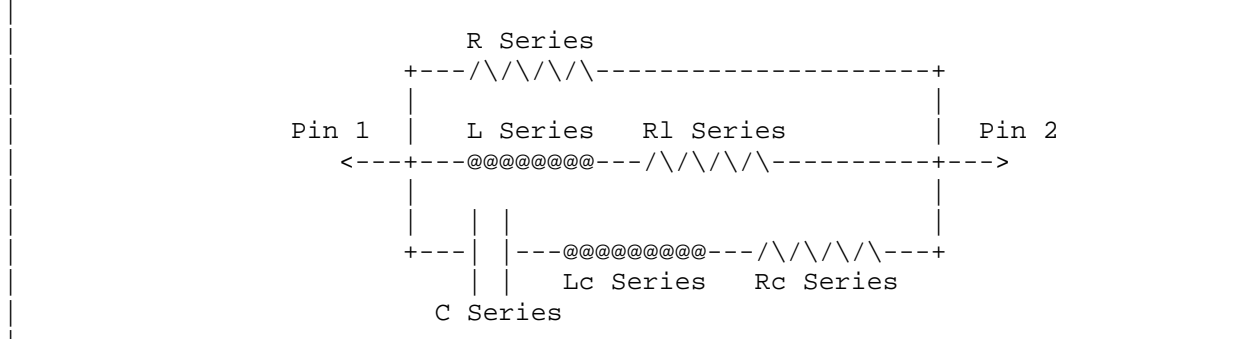 R Series
+---/\/\/\/\---------------------+
| |
Pin 1 | L Series Rl Series | Pin 2
<---+---@@@@@@@@---/\/\/\/\----------+--->
| |
| | | |
+---| |---@@@@@@@@@---/\/\/\/\---+
| | Lc Series Rc Series
C Series